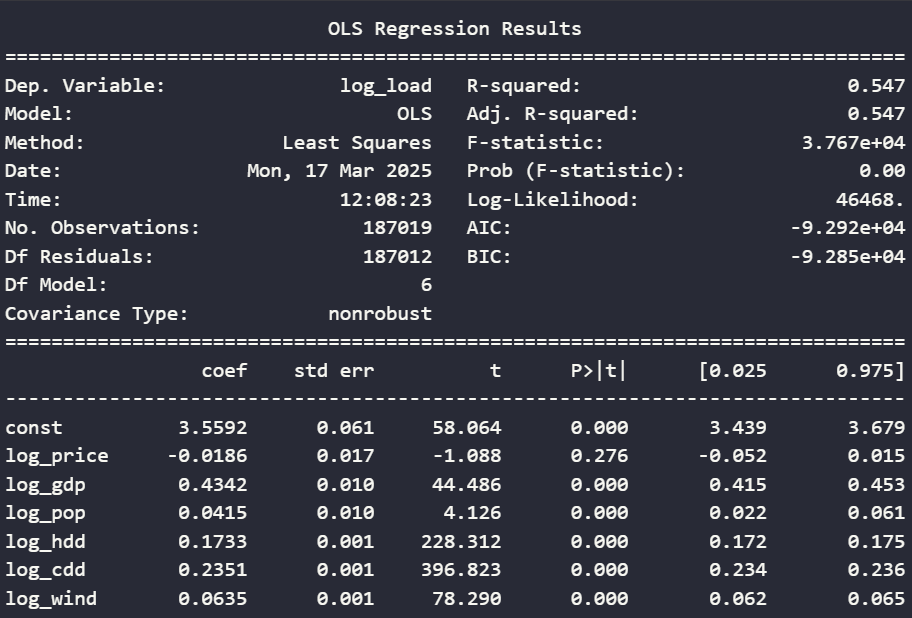 OLS Regression Results
==============================================================================
Dep. Variable: log_load R-squared: 0.547
Model: OLS Adj. R-squared: 0.547
Method: Least Squares F-statistic: 3.767e+04
Date: Mon, 17 Mar 2025 Prob (F-statistic): 0.00
Time: 12:08:23 Log-Likelihood: 46468.
No. Observations: 187019 AIC: -9.292e+04
Df Residuals: 187012 BIC: -9.285e+04
Df Model: 6
Covariance Type: nonrobust
==============================================================================
coef std err t P>|t| [0.025 0.975]
------------------------------------------------------------------------------
const 3.5592 0.061 58.064 0.000 3.439 3.679
log_price -0.0186 0.017 -1.088 0.276 -0.052 0.015
log_gdp 0.4342 0.010 44.486 0.000 0.415 0.453
log_pop 0.0415 0.010 4.126 0.000 0.022 0.061
log_hdd 0.1733 0.001 228.312 0.000 0.172 0.175
log_cdd 0.2351 0.001 396.823 0.000 0.234 0.236
log_wind 0.0635 0.001 78.290 0.000 0.062 0.065